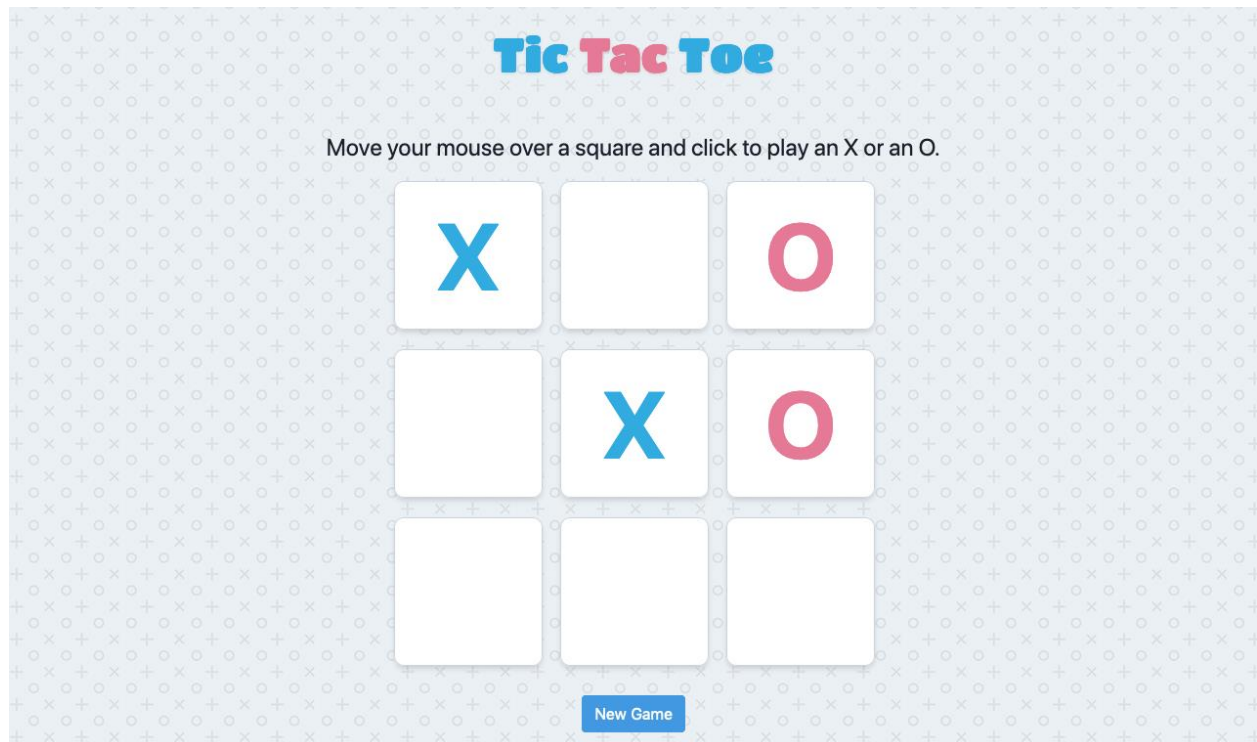 Tic Tac Toe
Move your mouse over a square and click to play an X or an O.
X O
X O
New Game